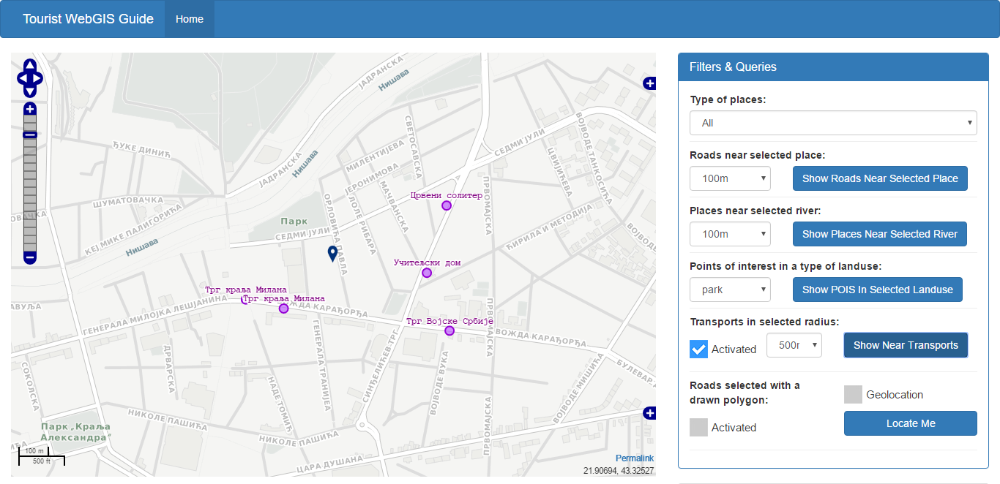 Tourist WebGIS Guide
Home
ЈАДРАНСКА
Нишава
СВЕТОСАВСКА
ВОЈВОДЕ ТАНКОСИЋА
СЕДМИ ЈУЛИ
ЂУКЕ ДИНИЋ
МИЛЕНТИЈЕВА
ЦВИЈИЋЕВА
ЈАДРАНСКА
Нишава
ЈЕРОНИМОВА
МАЧВАНСКА
ПРВОМАЈСКА
Црвени солитер
ШУМАТОВАЧКА
ОРЛОВИЋА ПАВЛА
ЛОЛЕ РИБАРА
ЋИРИЛА И МЕТОДИЈА
Парк
СЕДМИ ЈУЛИ
КЕЈ МИКЕ ПАЛИГОРИЋА
Нишава
Учитељски дом
Трг краља Милана
Трг краља Милана
ГЕНЕРАЛА МИЛОЈКА ЛЕШЈАНИНА
ВОЖДА КАРАЂОРЂА
Трг Војске Србије
ПРВОМАЈСКА
ВОЖДА КАРАЂОРЂА
ГЕНЕРАЛА ТРАНИЈЕА
СИНЂЕЛИЋЕВ ТРГ
ДРВАРСКА
СОКОЛСКА
НАДЕ ТОМИЋ
ВОЈВОДЕ ВУКА
ВОЈВОДЕ МИШИЋА
НИКОЛЕ ПАШИЋА
Парк „Краља
Александра“
НИКОЛЕ ПАШИЋА
ПРВОМАЈСКА
ЦАРА ДУШАНА
100 m
500 ft
Permalink
21.90694, 43.32527
Filters & Queries
Type of places:
All
Roads near selected place:
100m
Show Roads Near Selected Place
Places near selected river:
100m
Show Places Near Selected River
Points of interest in a type of landuse:
park
Show POIS In Selected Landuse
Transports in selected radius:
Activated
Show Near Transports
Roads selected with a
drawn polygon:
Geolocation
Activated
Locate Me